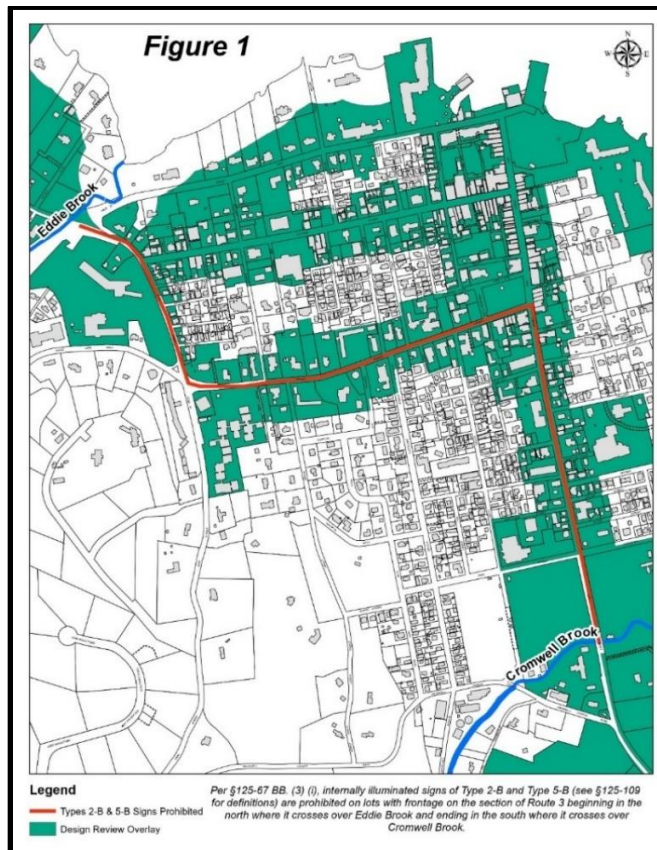 Figure 1
N
W E
S
Eddie Brook
Cromwell Brook
Legend
Types 2-B & 5-B Signs Prohibited
Design Review Overlay
Per §125-67 BB. (3) (i), internally illuminated signs of Type 2-B and Type 5-B (see §125-109
for definitions) are prohibited on lots with frontage on the section of Route 3 beginning in the
north where it crosses over Eddie Brook and ending in the south where it crosses over
Cromwell Brook.